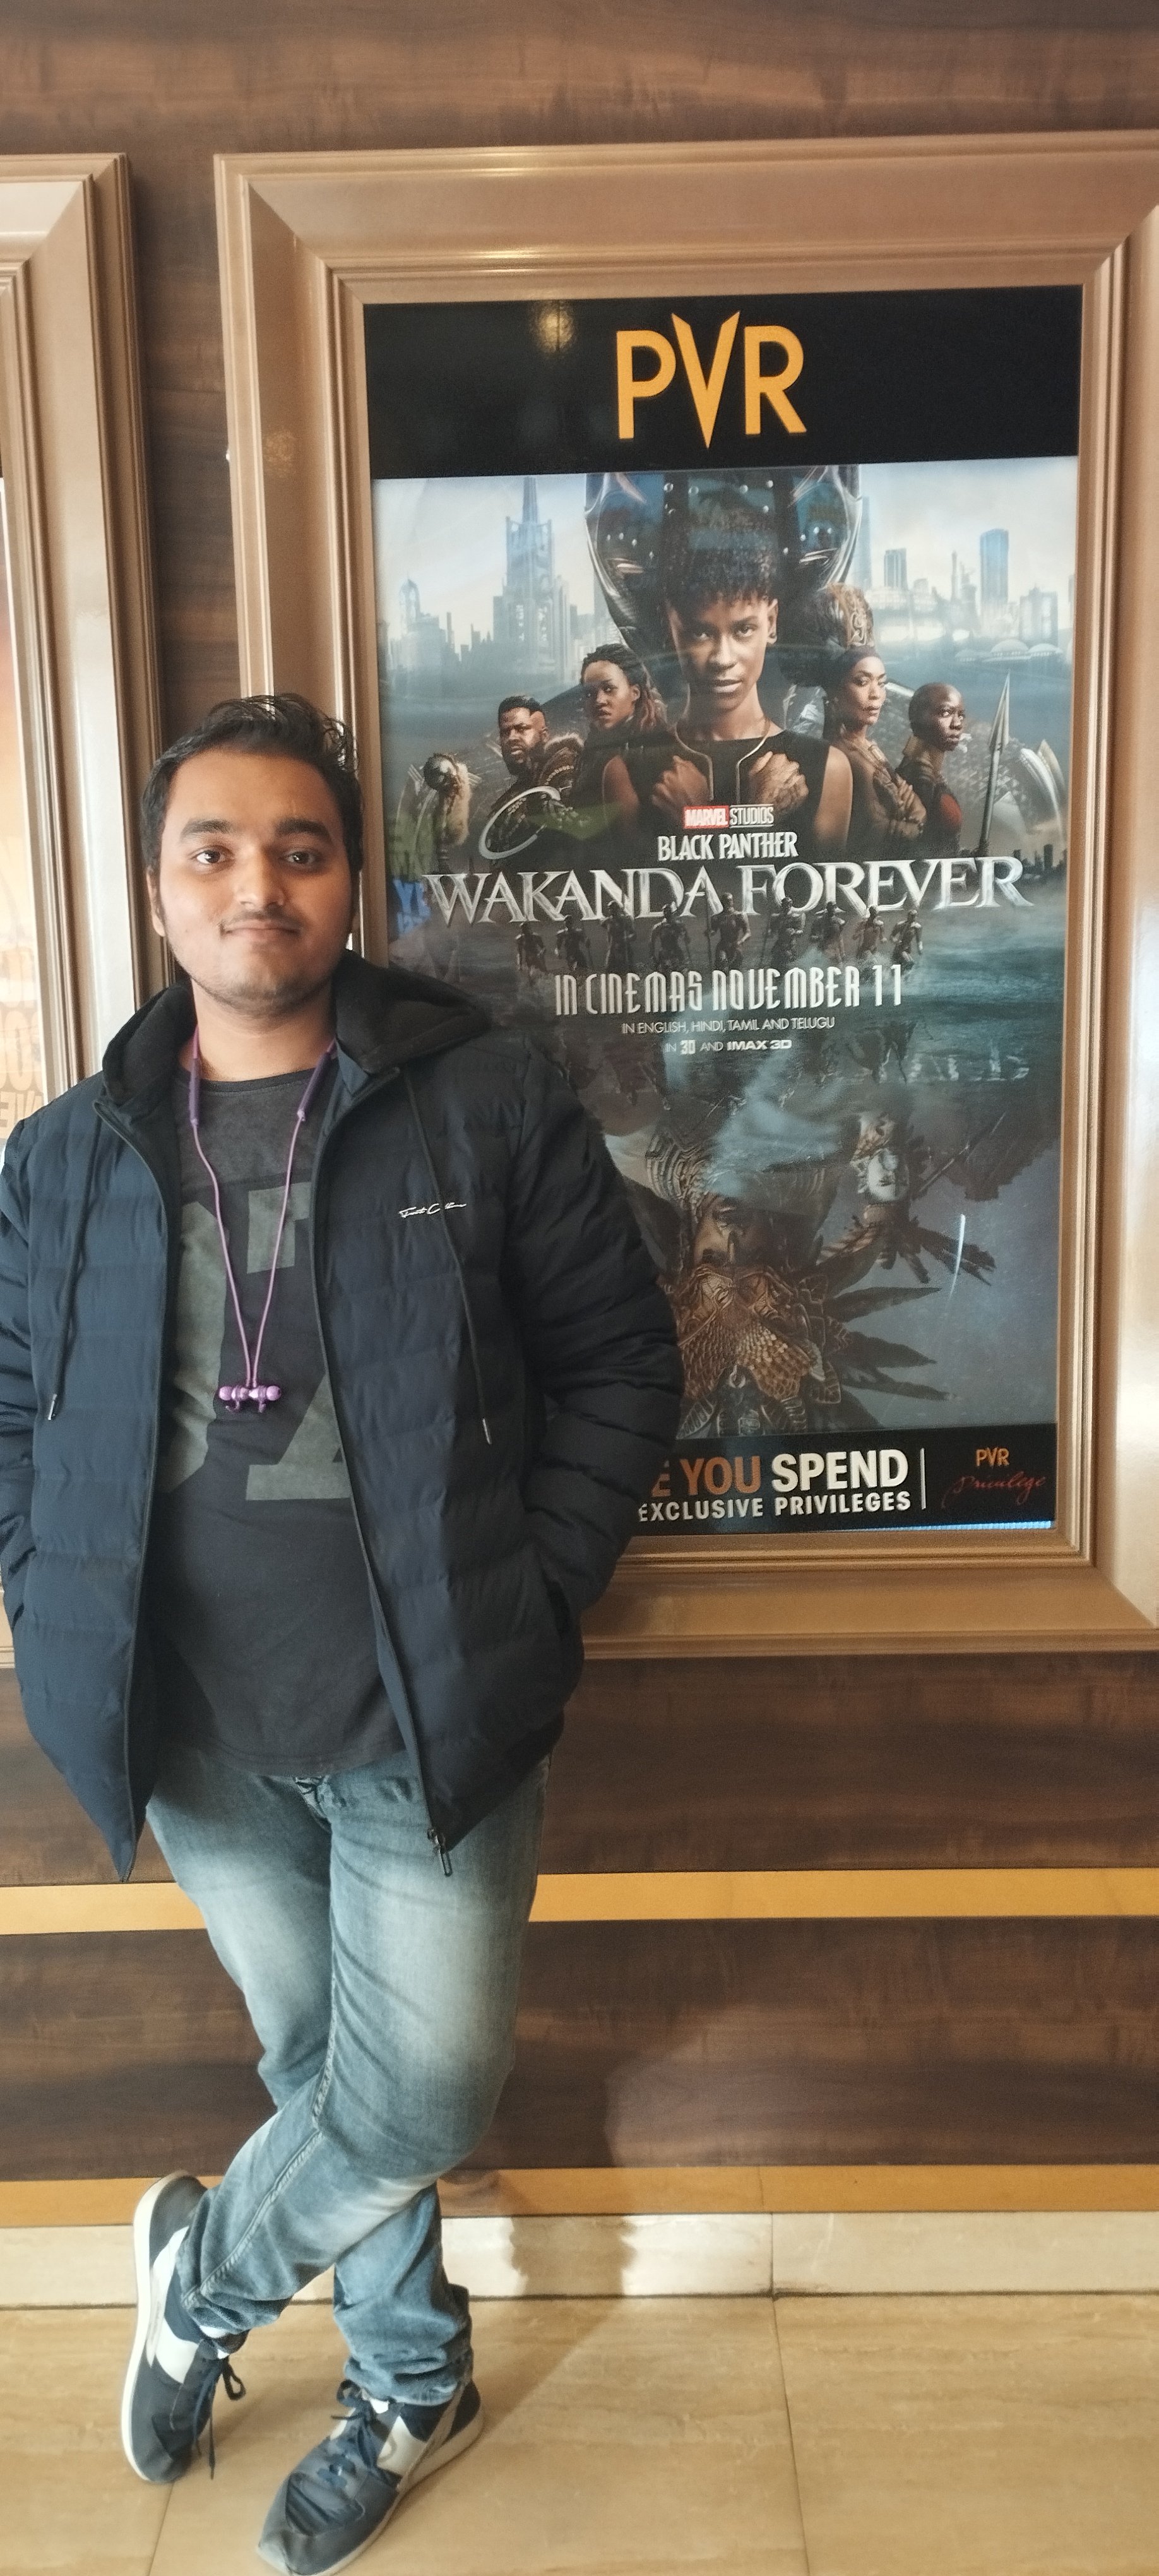 PVR
MARVEL STUDIOS
BLACK PANTHER
WAKANDA FOREVER
IN CINEMAS NOVEMBER 11
IN ENGLISH, HINDI, TAMIL AND TELUGU
IN 3D AND IMAX 3D
E YOU SPEND
EXCLUSIVE PRIVILEGES
PVR
Privilege